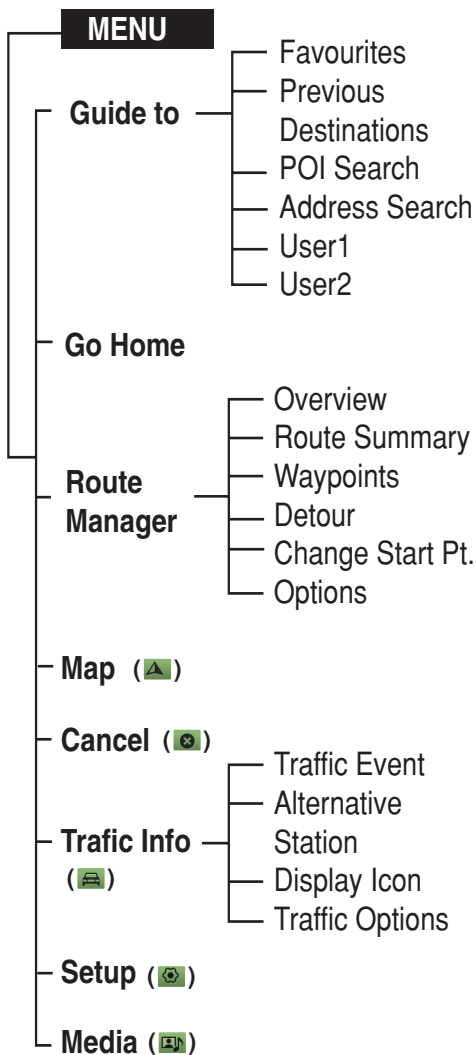 MENU
Guide to
Favourites
Previous
Destinations
POI Search
Address Search
User1
User2
Go Home
Route
Manager
Overview
Route Summary
Waypoints
Detour
Change Start Pt.
Options
Map ( )
Cancel ( )
Trafic Info
( )
Traffic Event
Alternative
Station
Display Icon
Traffic Options
Setup ( )
Media ( )